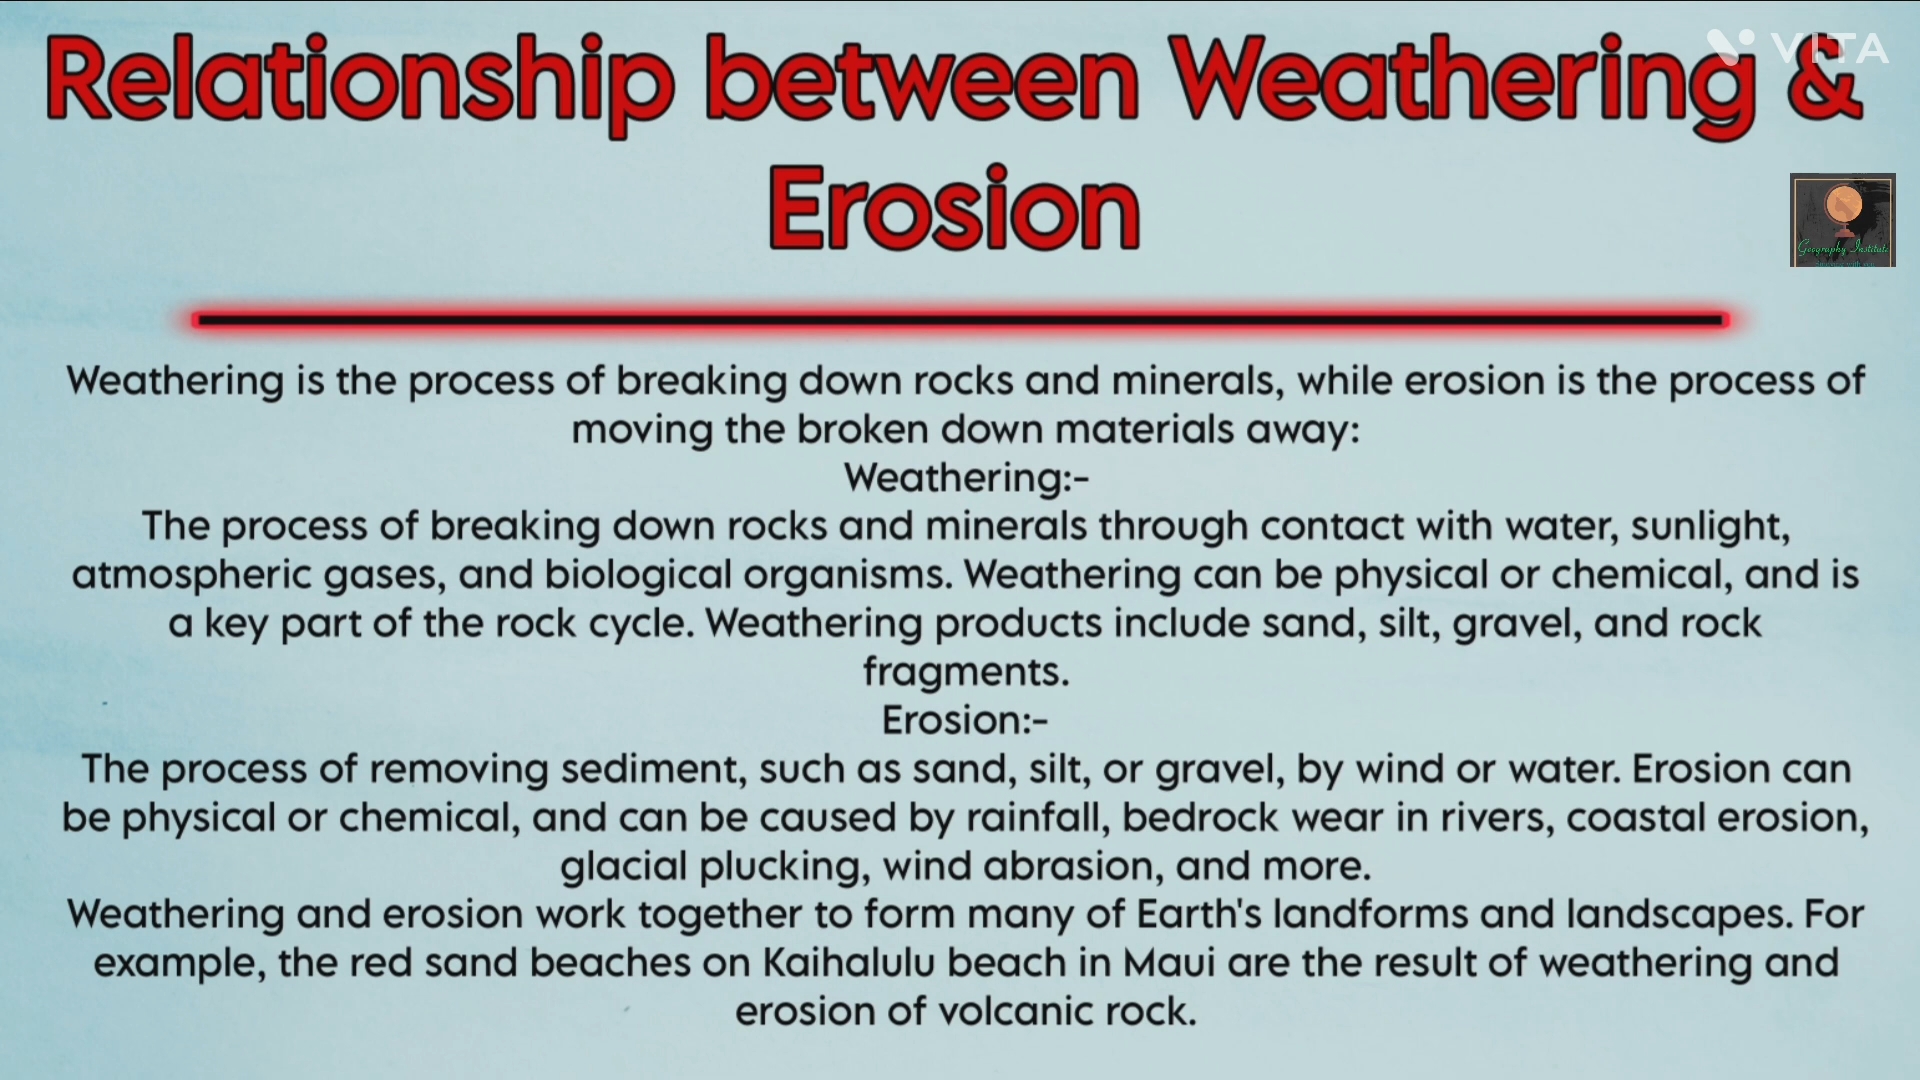 Relationship between Weathering &
Erosion
VITA
Geography Institute
Weathering is the process of breaking down rocks and minerals, while erosion is the process of
moving the broken down materials away:
Weathering:-
The process of breaking down rocks and minerals through contact with water, sunlight,
atmospheric gases, and biological organisms. Weathering can be physical or chemical, and is
a key part of the rock cycle. Weathering products include sand, silt, gravel, and rock
fragments.
Erosion:-
The process of removing sediment, such as sand, silt, or gravel, by wind or water. Erosion can
be physical or chemical, and can be caused by rainfall, bedrock wear in rivers, coastal erosion,
glacial plucking, wind abrasion, and more.
Weathering and erosion work together to form many of Earth's landforms and landscapes. For
example, the red sand beaches on Kaihalulu beach in Maui are the result of weathering and
erosion of volcanic rock.